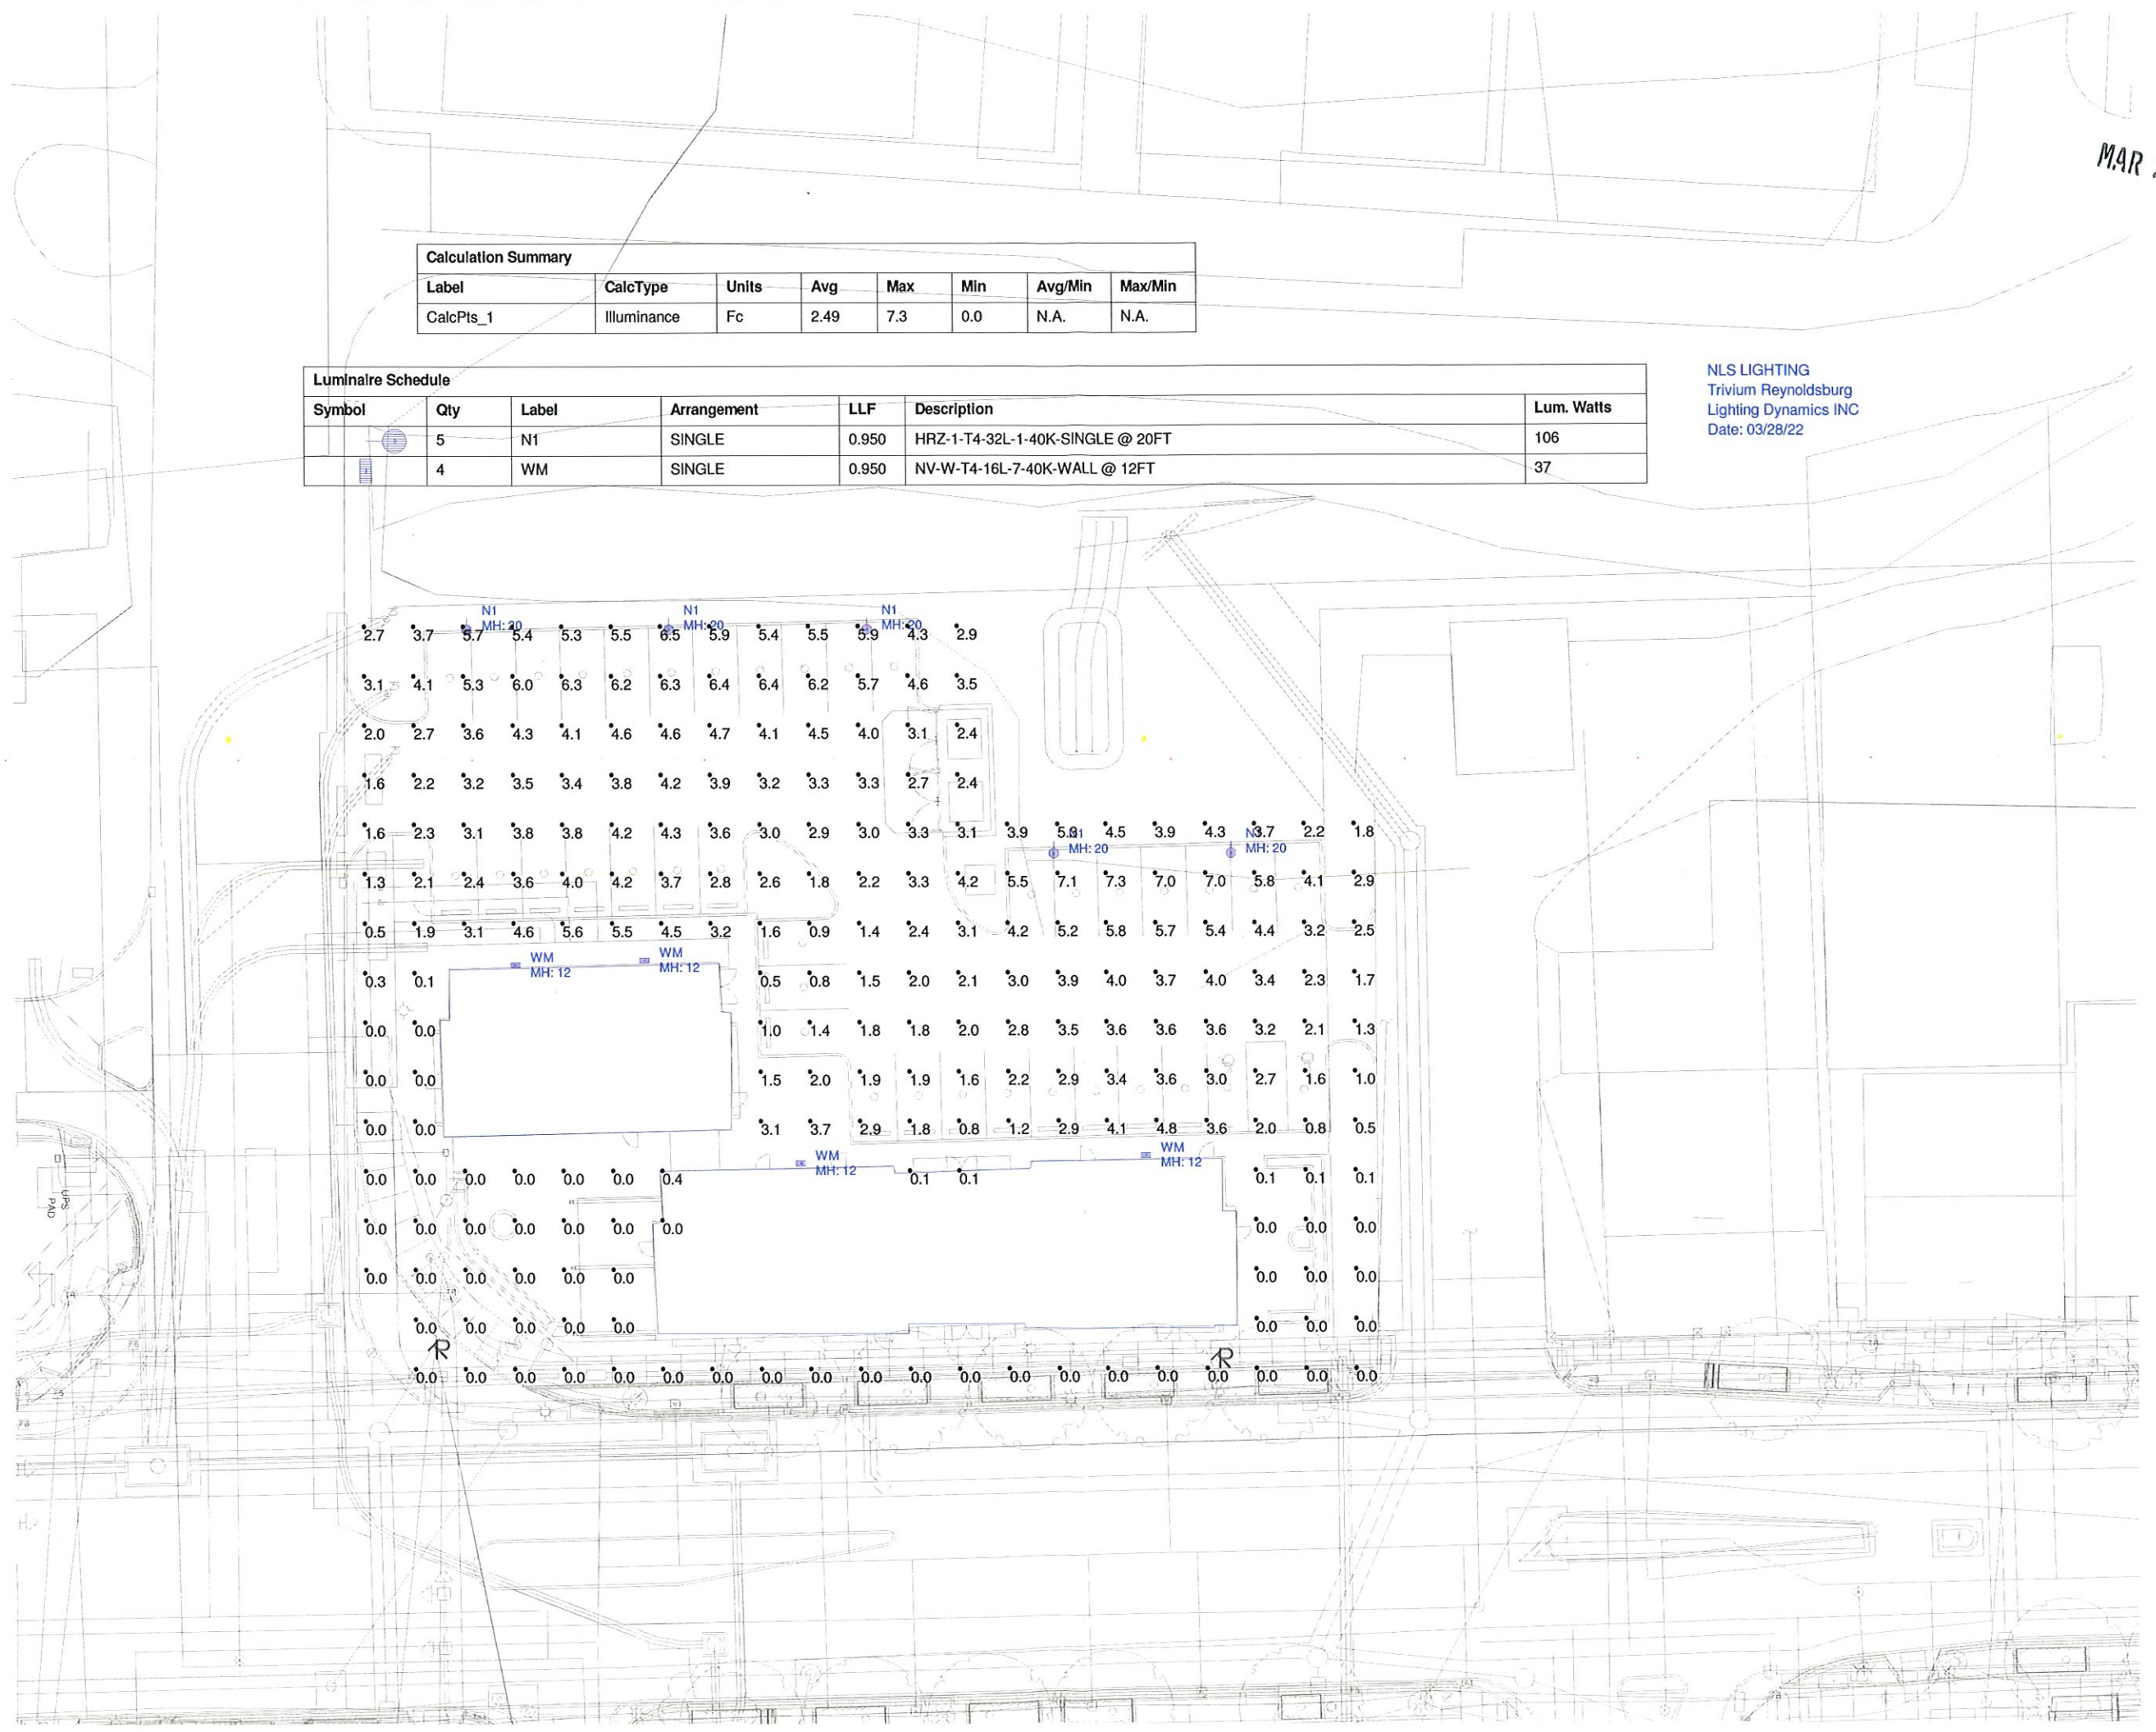 MAR
Calculation Summary
Label CalcType Units Avg Max Min Avg/Min Max/Min
CalcPts_1 Illuminance Fc 2.49 7.3 0.0 N.A. N.A.
Luminaire Schedule
Symbol Qty Label Arrangement LLF Description Lum. Watts
5 N1 SINGLE 0.950 HRZ-1-T4-32L-1-40K-SINGLE @ 20FT 106
4 WM SINGLE 0.950 NV-W-T4-16L-7-40K-WALL @ 12FT 37
NLS LIGHTING
Trivium Reynoldsburg
Lighting Dynamics INC
Date: 03/28/22
N1 N1 N1
MH: 20 MH: 20 MH: 20
2.7 3.7 5.7 5.4 5.3 5.5 6.5 5.9 5.4 5.5 5.9 4.3 2.9
3.1 4.1 5.3 6.0 6.3 6.2 6.3 6.4 6.4 6.2 5.7 4.6 3.5
2.0 2.7 3.6 4.3 4.1 4.6 4.6 4.7 4.1 4.5 4.0 3.1 2.4
1.6 2.2 3.2 3.5 3.4 3.8 4.2 3.9 3.2 3.3 3.3 2.7 2.4
1.6 2.3 3.1 3.8 3.8 4.2 4.3 3.6 3.0 2.9 3.0 3.3 3.1 3.9 4.5 3.9 4.3 3.7 2.2 1.8
MH: 20 MH: 20
1.3 2.1 2.4 3.6 4.0 4.2 3.7 2.8 2.6 1.8 2.2 3.3 4.2 5.5 7.1 7.3 7.0 7.0 5.8 4.1 2.9
0.5 1.9 3.1 4.6 5.6 5.5 4.5 3.2 1.6 0.9 1.4 2.4 3.1 4.2 5.2 5.8 5.7 5.4 4.4 3.2 2.5
WM WM
MH: 12 MH: 12
0.3 0.1 0.5 0.8 1.5 2.0 2.1 3.0 3.9 4.0 3.7 4.0 3.4 2.3 1.7
0.0 0.0 1.0 1.4 1.8 1.8 2.0 2.8 3.5 3.6 3.6 3.6 3.2 2.1 1.3
0.0 0.0 1.5 2.0 1.9 1.9 1.6 2.2 2.9 3.4 3.6 3.0 2.7 1.6 1.0
0.0 0.0 3.1 3.7 2.9 1.8 0.8 1.2 2.9 4.1 4.8 3.6 2.0 0.8 0.5
WM WM
MH: 12 MH: 12
0.0 0.0 0.0 0.0 0.0 0.0 0.4 0.1 0.1 0.1 0.1 0.1
UPS
PAD
0.0 0.0 0.0 0.0 0.0 0.0 0.0 0.0 0.0 0.0
0.0 0.0 0.0 0.0 0.0 0.0 0.0 0.0 0.0
0.0 0.0 0.0 0.0 0.0 0.0 0.0 0.0
0.0 0.0 0.0 0.0 0.0 0.0 0.0 0.0 0.0 0.0 0.0 0.0 0.0 0.0 0.0 0.0 0.0 0.0 0.0 0.0